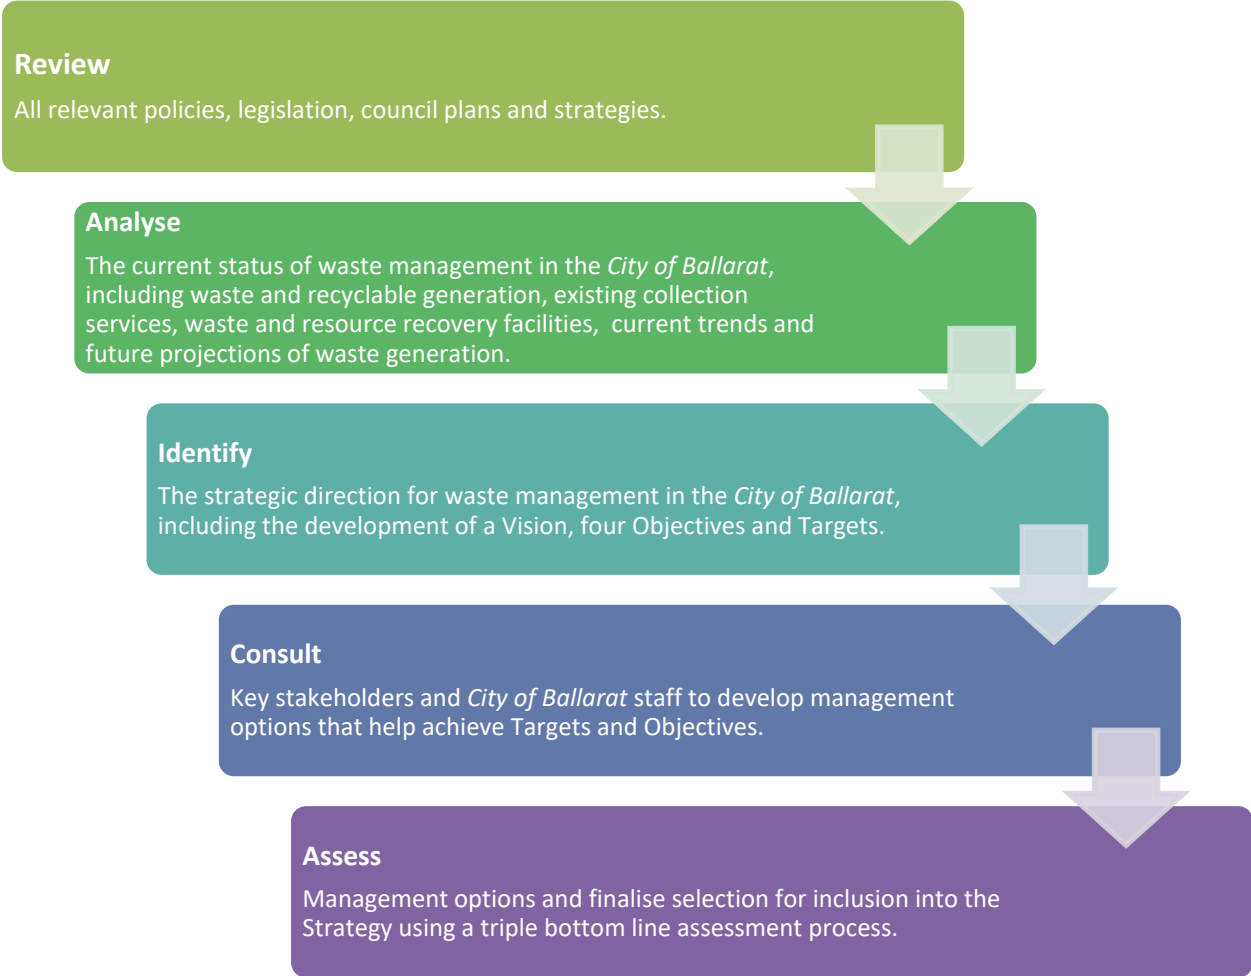 Review
All relevant policies, legislation, council plans and strategies.
Analyse
The current status of waste management in the City of Ballarat,
including waste and recyclable generation, existing collection
services, waste and resource recovery facilities,  current trends and
future projections of waste generation.
Identify
The strategic direction for waste management in the City of Ballarat,
including the development of a Vision, four Objectives and Targets.
Consult
Key stakeholders and City of Ballarat staff to develop management
options that help achieve Targets and Objectives.
Assess
Management options and finalise selection for inclusion into the
Strategy using a triple bottom line assessment process.